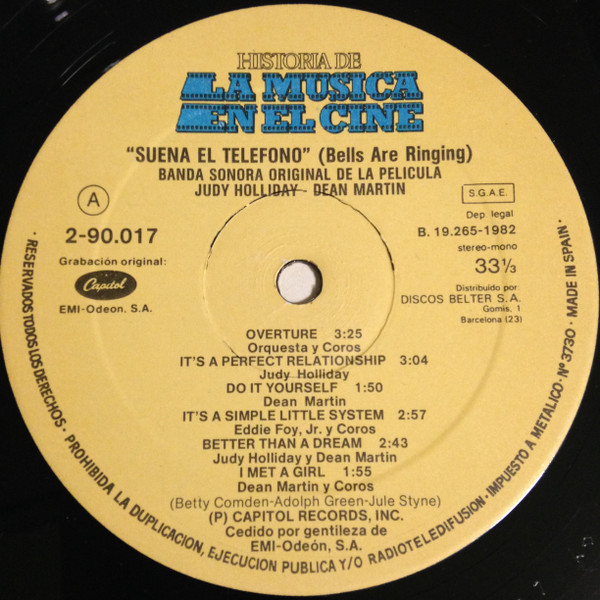 HISTORIA DE
LA MUSICA
EN EL CINE
"SUENA EL TELEFONO" (Bells Are Ringing)
BANDA SONORA ORIGINAL DE LA PELICULA
JUDY HOLLIDAY - DEAN MARTIN
A
2-90.017
Grabación original:
Capitol
EMI-Odeon. S.A.
S.G.A.E.
Dep. legal
B. 19.265-1982
stereo-mono
33⅓
Distribuido por:
DISCOS BELTER S.A.
Gomis, 1
Barcelona (23)
OVERTURE 3:25
Orquesta y Coros
IT'S A PERFECT RELATIONSHIP 3:04
Judy Holliday
DO IT YOURSELF 1:50
Dean Martin
IT'S A SIMPLE LITTLE SYSTEM 2:57
Eddie Foy, Jr. y Coros
BETTER THAN A DREAM 2:43
Judy Holliday y Dean Martin
I MET A GIRL 1:55
Dean Martin y Coros
(Betty Comden-Adolph Green-Jule Styne)
(P) CAPITOL RECORDS, INC.
Cedido por gentileza de
EMI-Odeón, S.A.
· RESERVADOS TODOS LOS DERECHOS · PROHIBIDA LA DUPLICACION, EJECUCION PUBLICA Y/O RADIOTELEDIFUSION · IMPUESTO A METALICO · Nº 3730 · MADE IN SPAIN ·